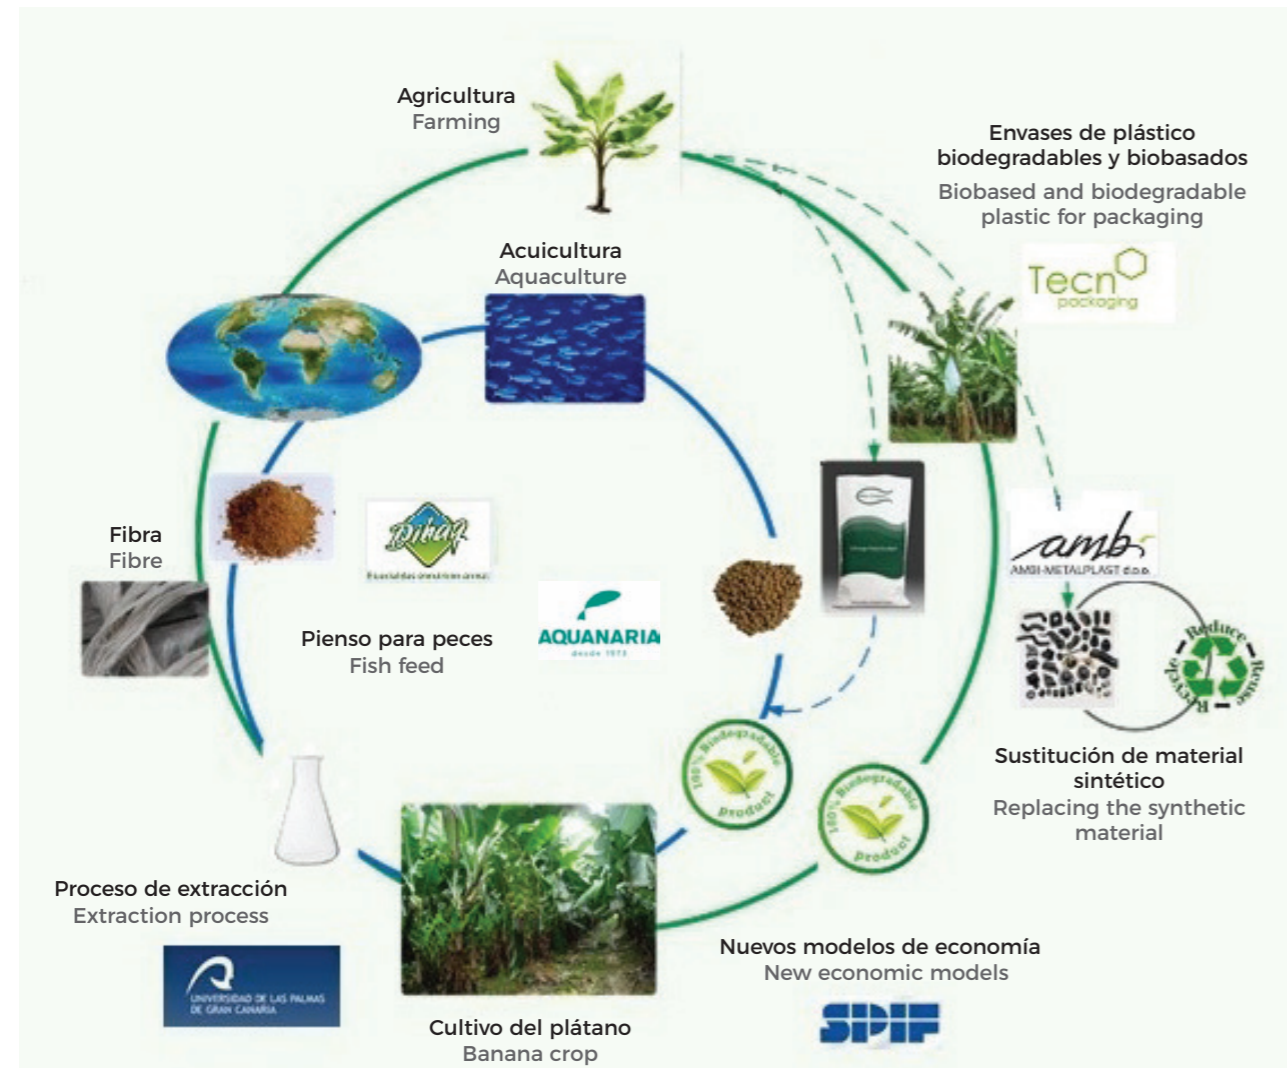 Agricultura
Farming
Envases de plástico
biodegradables y biobasados
Biobased and biodegradable
plastic for packaging
Tecn
packaging
Acuicultura
Aquaculture
Fibra
Fibre
Dibaq
Pienso para peces
Fish feed
AQUANARIA
desde 1973
amb
AMBI-METALPLAST d.o.o.
Reduce
Reuse
Recycle
Sustitución de material
sintético
Replacing the synthetic
material
100% Biodegradable
product
100% Biodegradable
product
Proceso de extracción
Extraction process
UNIVERSIDAD DE LAS PALMAS
DE GRAN CANARIA
Cultivo del plátano
Banana crop
Nuevos modelos de economía
New economic models
SPIF